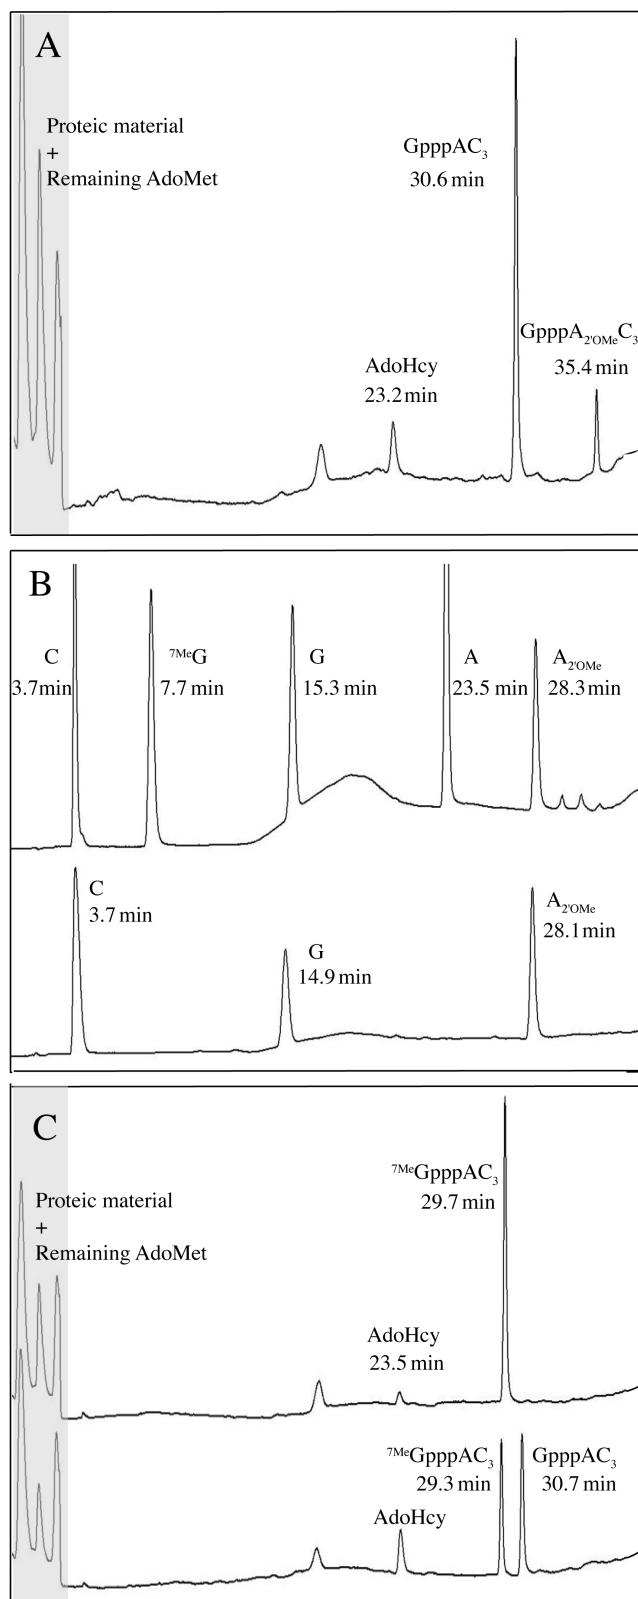 A
Proteic material
+
Remaining AdoMet
GpppAC₃
30.6 min
GpppA₂'OMeC₃
35.4 min
AdoHcy
23.2 min
B
C
3.7min
⁷ᴹᵉG
7.7 min
G
15.3 min
A
23.5 min
A₂'OMe
28.3 min
C
3.7 min
G
14.9 min
A₂'OMe
28.1 min
C
Proteic material
+
Remaining AdoMet
⁷ᴹᵉGpppAC₃
29.7 min
AdoHcy
23.5 min
⁷ᴹᵉGpppAC₃
29.3 min
GpppAC₃
30.7 min
AdoHcy